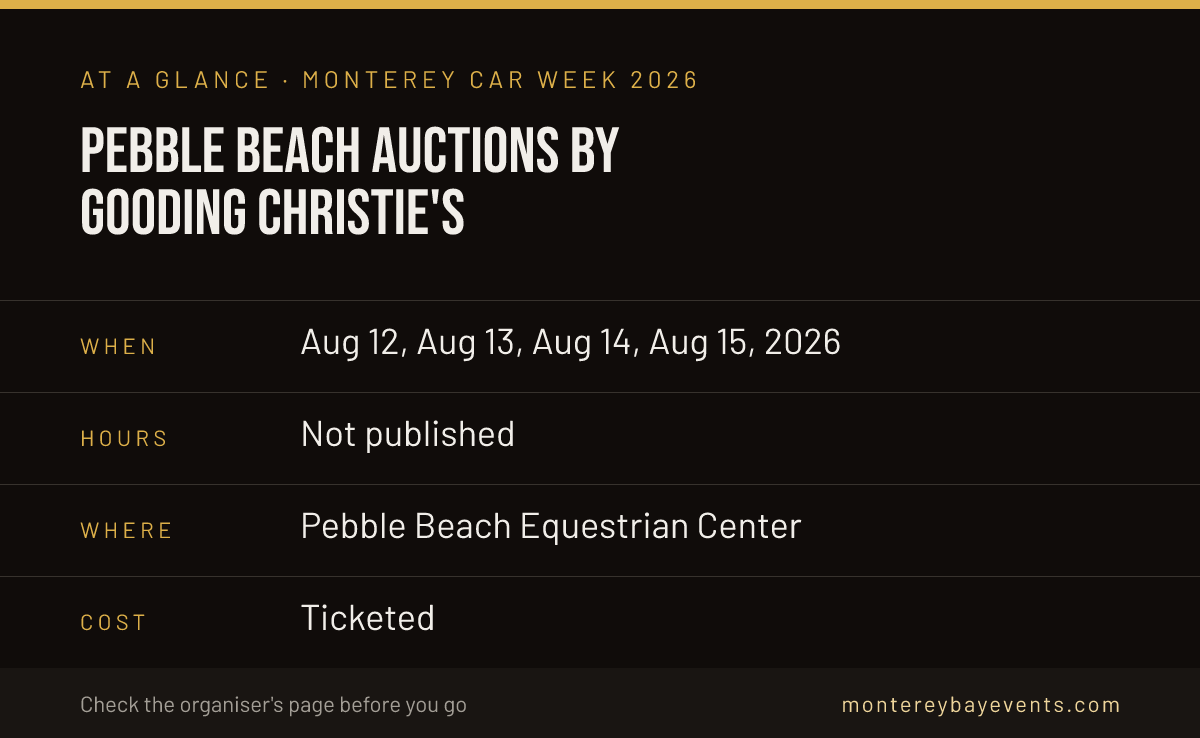 AT A GLANCE · MONTEREY CAR WEEK 2026
PEBBLE BEACH AUCTIONS BY
GOODING CHRISTIE'S
WHEN Aug 12, Aug 13, Aug 14, Aug 15, 2026
HOURS Not published
WHERE Pebble Beach Equestrian Center
COST Ticketed
Check the organiser's page before you go montereybayevents.com